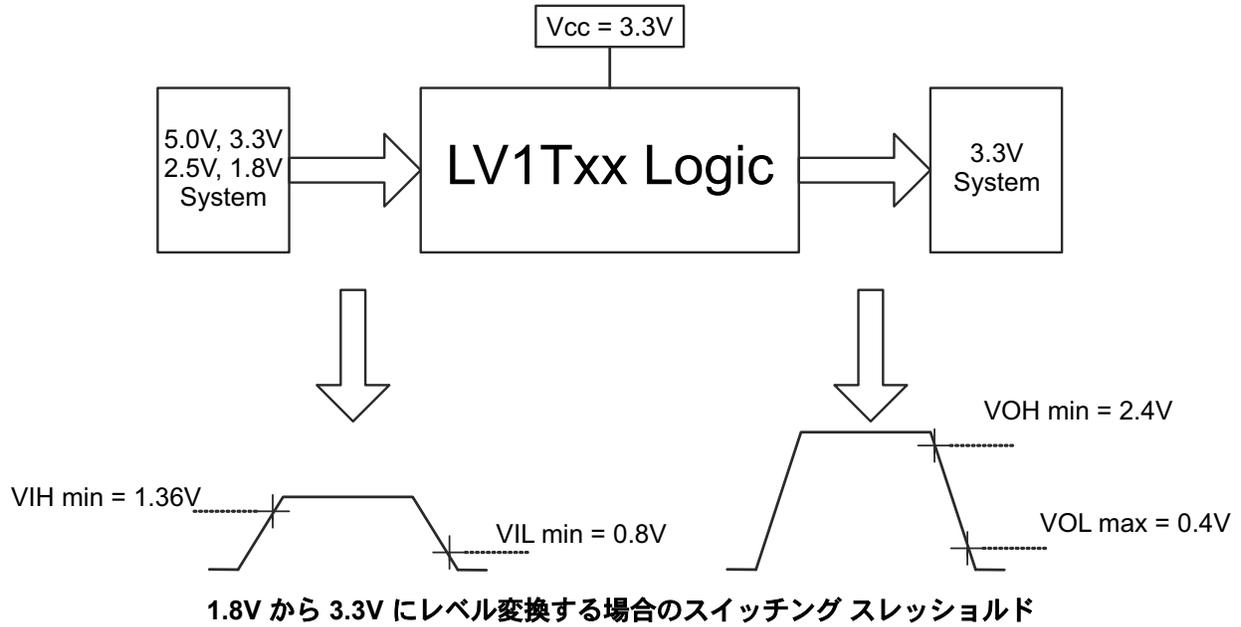 Vcc = 3.3V
5.0V, 3.3V
2.5V, 1.8V
System
LV1Txx Logic
3.3V
System
VOH min = 2.4V
VIH min = 1.36V
VIL min = 0.8V
VOL max = 0.4V
1.8V から 3.3V にレベル変換する場合のスイッチング スレッショルド